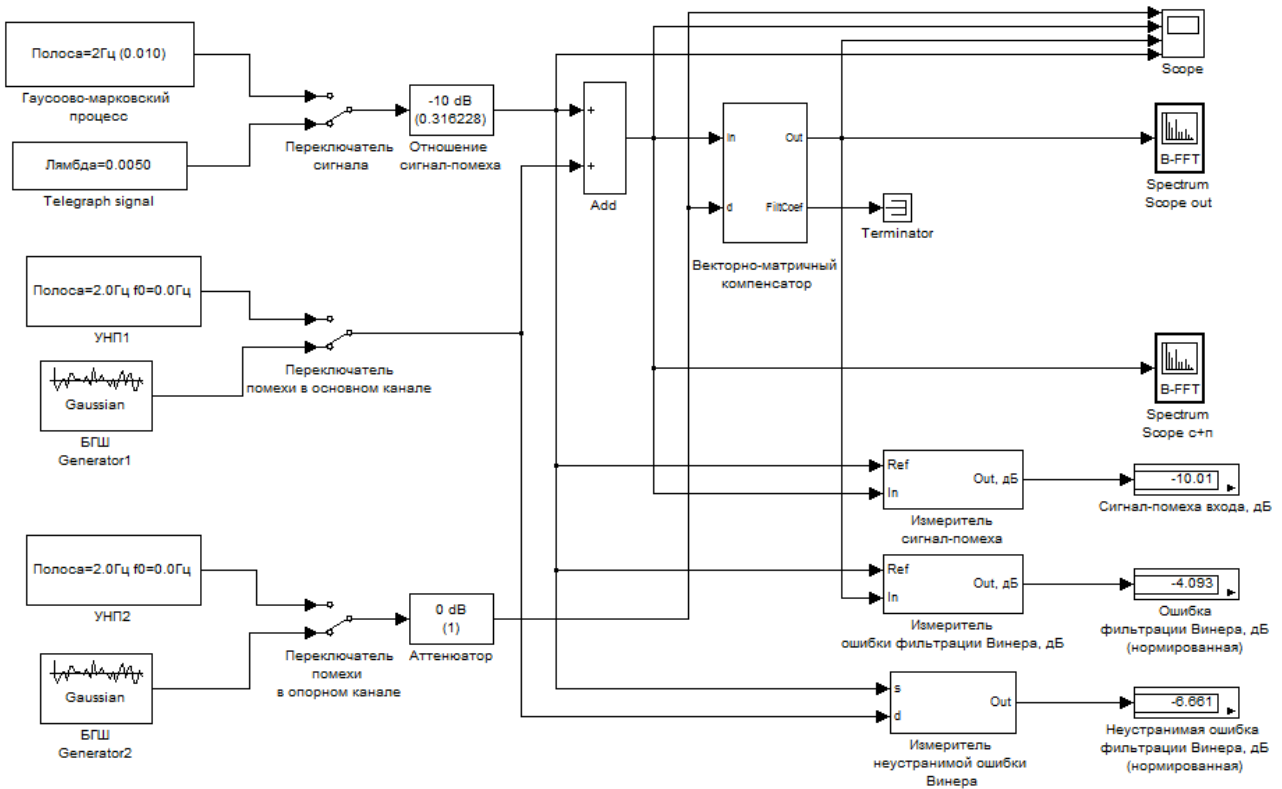 Полоса=2Гц (0.010)
Гаусоово-марковский
процесс
Лямбда=0.0050
Telegraph signal
Переключатель
сигнала
-10 dB
(0.316228)
Отношение
сигнал-помеха
+
+
Add
In
d
Out
FiltCoef
Векторно-матричный
компенсатор
Terminator
Scope
B-FFT
Spectrum
Scope out
Полоса=2.0Гц f0=0.0Гц
УНП1
Gaussian
БГШ
Generator1
Переключатель
помехи в основном канале
B-FFT
Spectrum
Scope с+п
Ref
In
Out, дБ
Измеритель
сигнал-помеха
-10.01
Сигнал-помеха входа, дБ
Полоса=2.0Гц f0=0.0Гц
УНП2
Gaussian
БГШ
Generator2
Переключатель
помехи
в опорном канале
0 dB
(1)
Аттенюатор
Ref
In
Out, дБ
Измеритель
ошибки фильтрации Винера, дБ
-4.093
Ошибка
фильтрации Винера, дБ
(нормированная)
s
d
Out
Измеритель
неустранимой ошибки
Винера
-6.661
Неустранимая ошибка
фильтрации Винера, дБ
(нормированная)